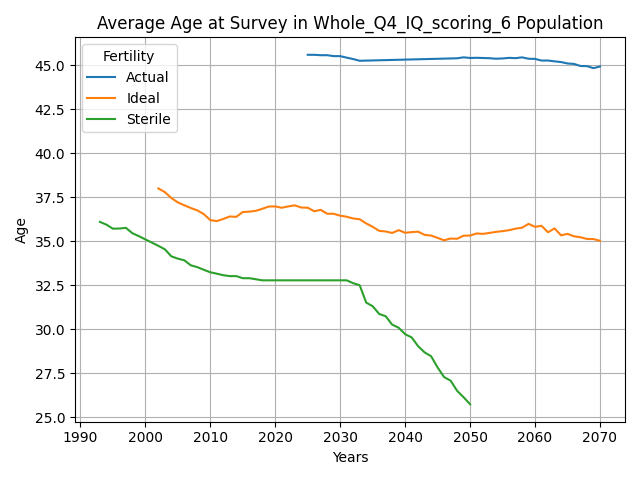 Average Age at Survey in Whole_Q4_IQ_scoring_6 Population
Fertility
Actual
Ideal
Sterile
Age
45.0
42.5
40.0
37.5
35.0
32.5
30.0
27.5
25.0
1990 2000 2010 2020 2030 2040 2050 2060 2070
Years